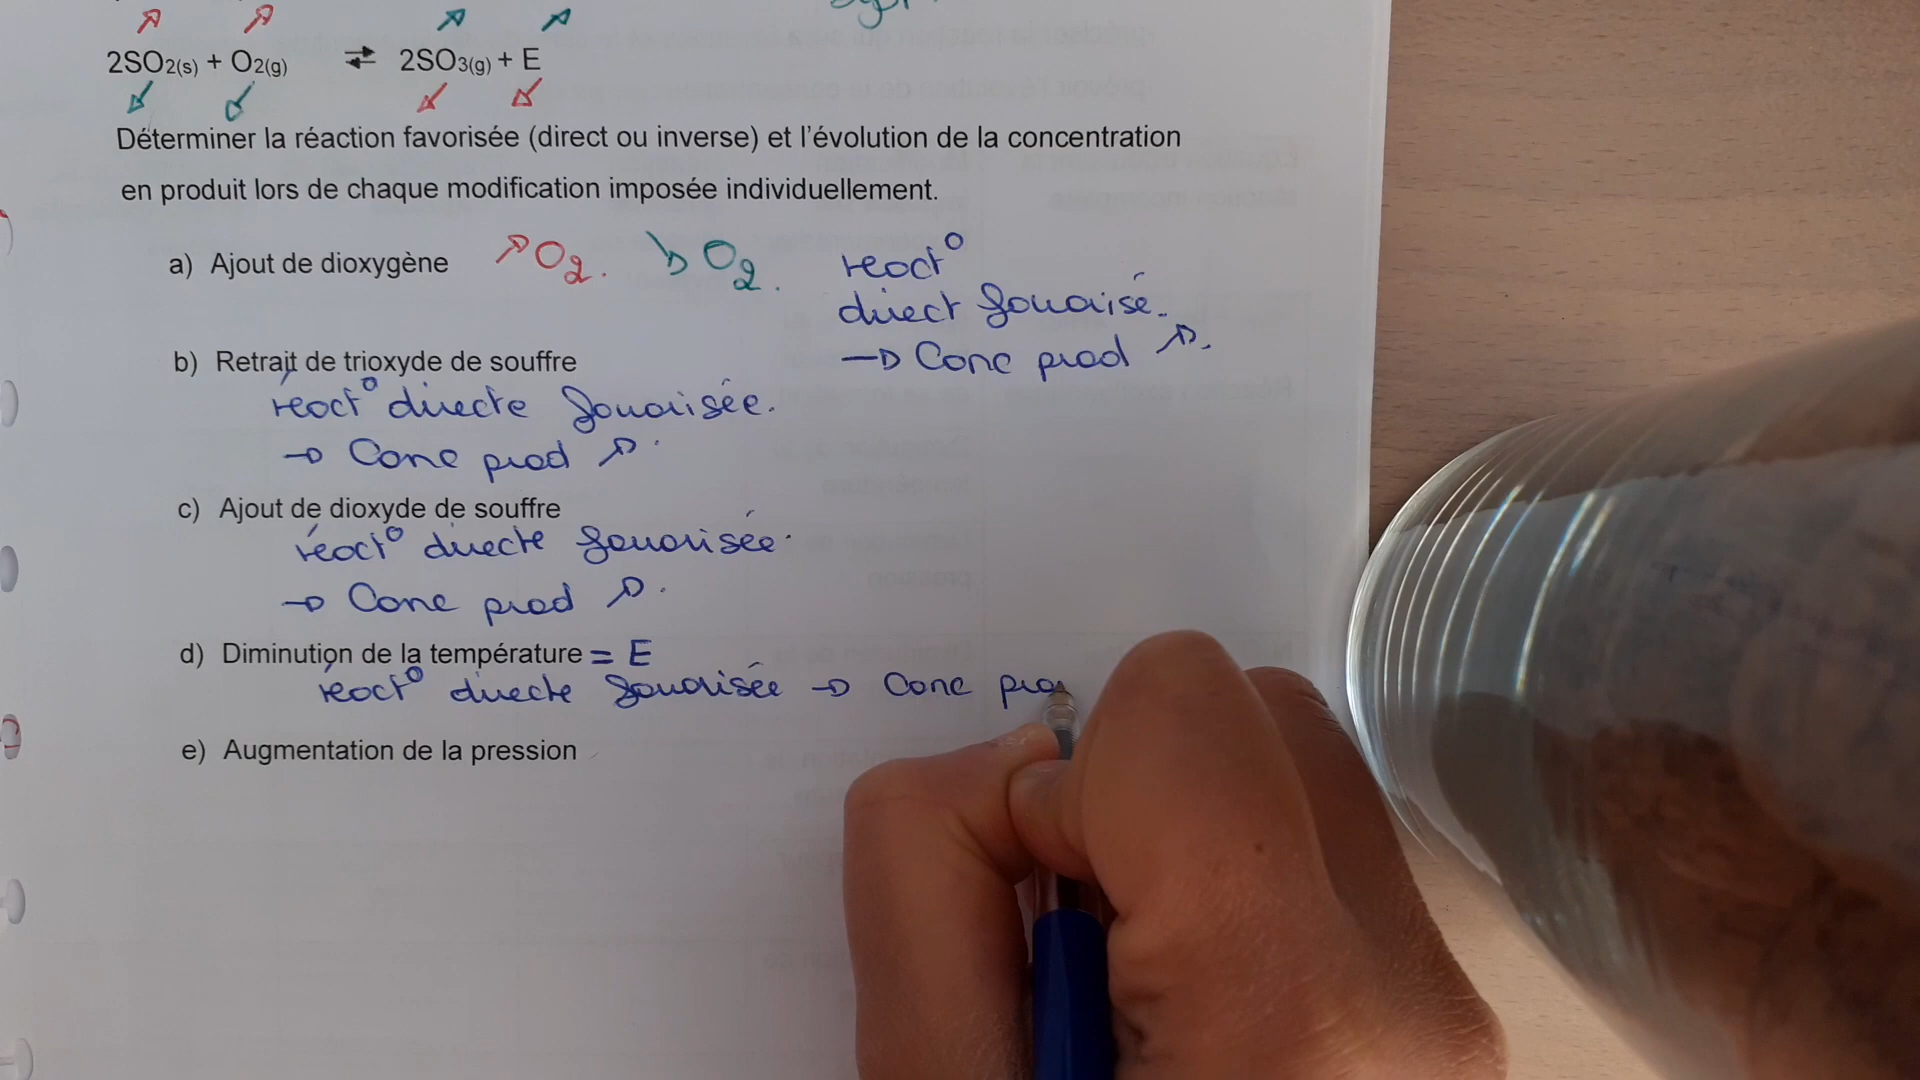 2SO2(s) + O2(g) ⇌ 2SO3(g) + E
Déterminer la réaction favorisée (direct ou inverse) et l'évolution de la concentration
en produit lors de chaque modification imposée individuellement.
a) Ajout de dioxygène ↗O2. ↘O2. réact°
direct favorisé.
→ Conc prod ↗.
b) Retrait de trioxyde de souffre
réact° directe favorisée.
→ Conc prod ↗.
c) Ajout de dioxyde de souffre
réact° directe favorisée.
→ Conc prod ↗.
d) Diminution de la température = E
réact° directe favorisée → Conc pro
e) Augmentation de la pression